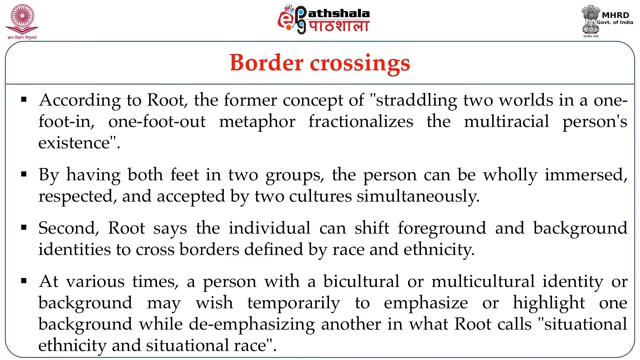 Pathshala
पाठशाला
MHRD
Govt. of India
Border crossings
▪ According to Root, the former concept of "straddling two worlds in a one-
foot-in, one-foot-out metaphor fractionalizes the multiracial person's
existence".
▪ By having both feet in two groups, the person can be wholly immersed,
respected, and accepted by two cultures simultaneously.
▪ Second, Root says the individual can shift foreground and background
identities to cross borders defined by race and ethnicity.
▪ At various times, a person with a bicultural or multicultural identity or
background may wish temporarily to emphasize or highlight one
background while de-emphasizing another in what Root calls "situational
ethnicity and situational race".